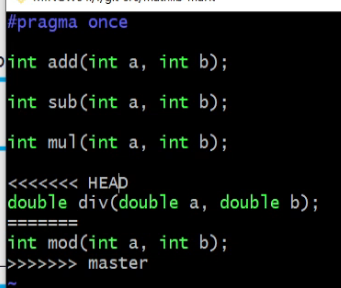 #pragma once
int add(int a, int b);
int sub(int a, int b);
int mul(int a, int b);
<<<<<<< HEAD
double div(double a, double b);
=======
int mod(int a, int b);
>>>>>>> master
~